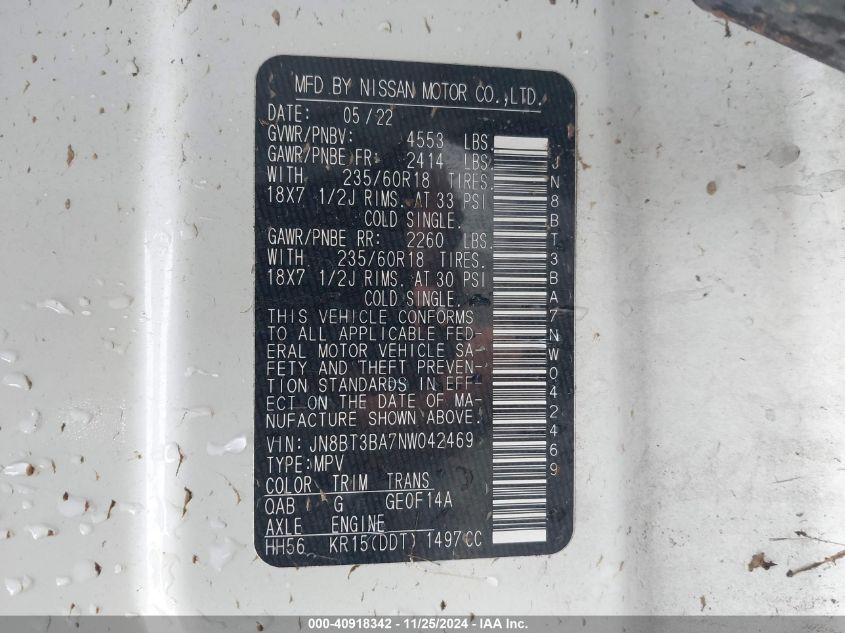 MFD BY NISSAN MOTOR CO.,LTD.
DATE: 05/22
GVWR/PNBV: 4553 LBS.
GAWR/PNBE FR: 2414 LBS.
WITH 235/60R18 TIRES.
18X7 1/2J RIMS. AT 33 PSI
COLD SINGLE.
GAWR/PNBE RR: 2260 LBS.
WITH 235/60R18 TIRES.
18X7 1/2J RIMS. AT 30 PSI
COLD SINGLE.
THIS VEHICLE CONFORMS
TO ALL APPLICABLE FED-
ERAL MOTOR VEHICLE SA-
FETY AND THEFT PREVEN-
TION STANDARDS IN EFF-
ECT ON THE DATE OF MA-
NUFACTURE SHOWN ABOVE.
VIN: JN8BT3BA7NW042469
TYPE:MPV
COLOR TRIM TRANS
QAB G GE0F14A
AXLE ENGINE
HH56 KR15(DDT) 1497CC
JN8BT3BA7NW042469
000-40918342 - 11/25/2024 - IAA Inc.